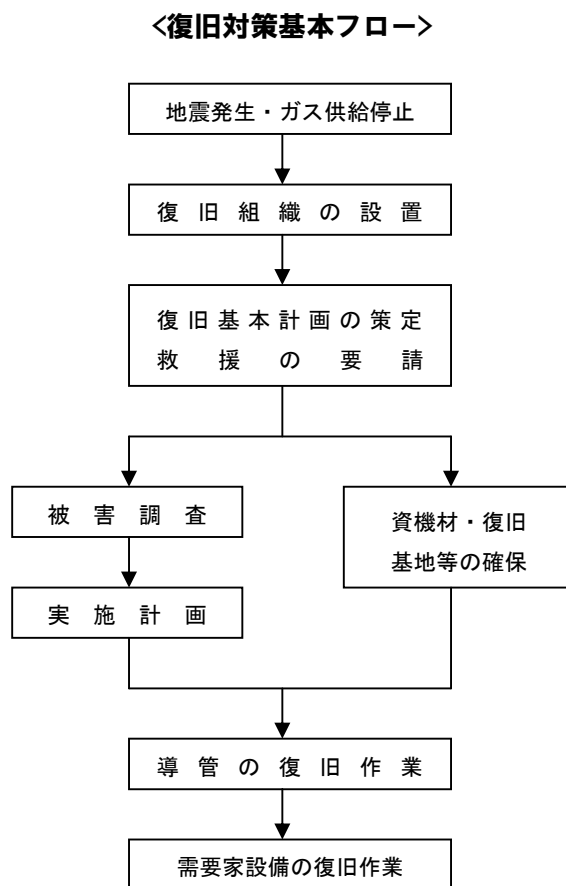 <復旧対策基本フロー>
地震発生・ガス供給停止
復旧組織の設置
復旧基本計画の策定
救援の要請
被害調査
資機材・復旧
基地等の確保
実施計画
導管の復旧作業
需要家設備の復旧作業